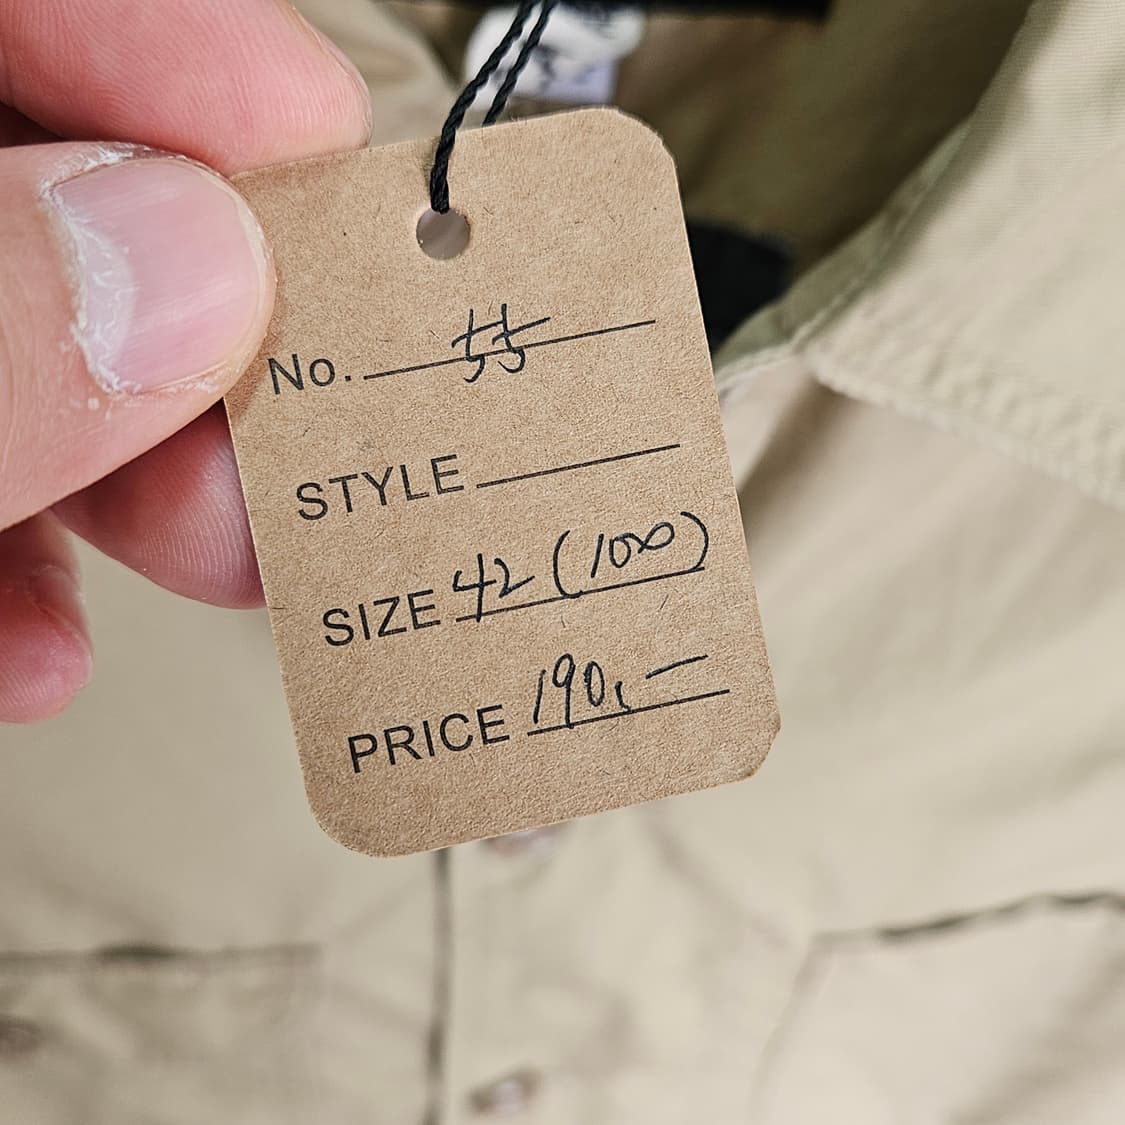 No. 55
STYLE
SIZE 42 (100)
PRICE 190,-